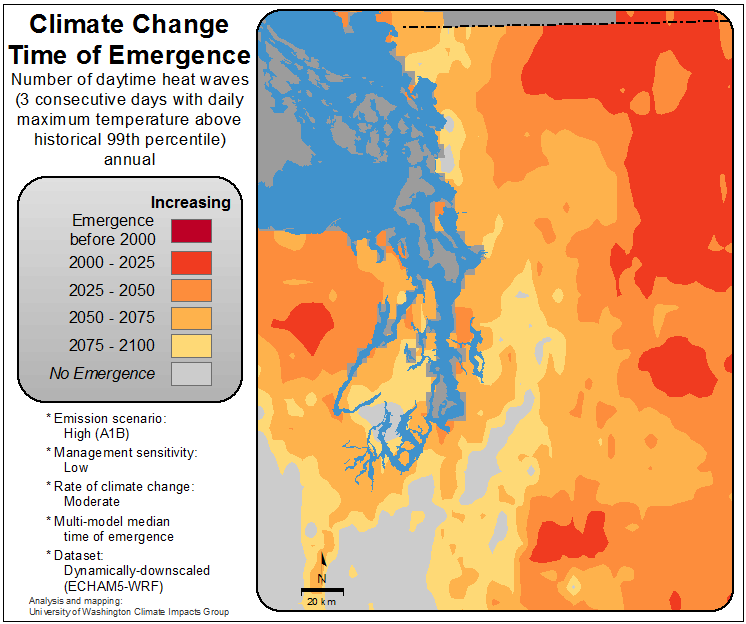 Climate Change
Time of Emergence
Number of daytime heat waves
(3 consecutive days with daily
maximum temperature above
historical 99th percentile)
annual
Increasing
Emergence
before 2000
2000 - 2025
2025 - 2050
2050 - 2075
2075 - 2100
No Emergence
* Emission scenario:
High (A1B)
* Management sensitivity:
Low
* Rate of climate change:
Moderate
* Multi-model median
time of emergence
* Dataset:
Dynamically-downscaled
(ECHAM5-WRF)
Analysis and mapping:
University of Washington Climate Impacts Group
N
20 km